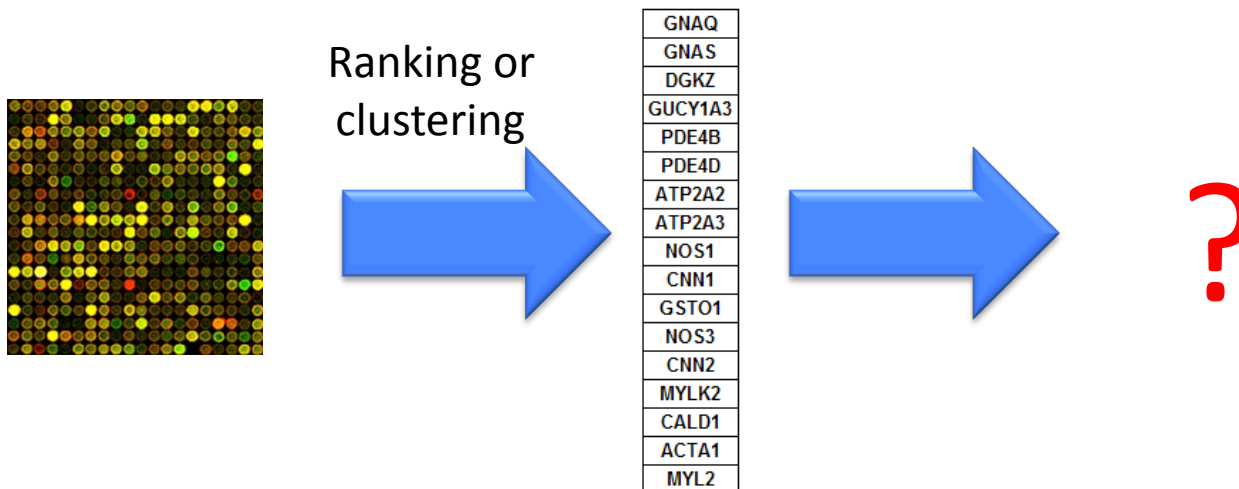 Ranking or
clustering
GNAQ
GNAS
DGKZ
GUCY1A3
PDE4B
PDE4D
ATP2A2
ATP2A3
NOS1
CNN1
GSTO1
NOS3
CNN2
MYLK2
CALD1
ACTA1
MYL2
?